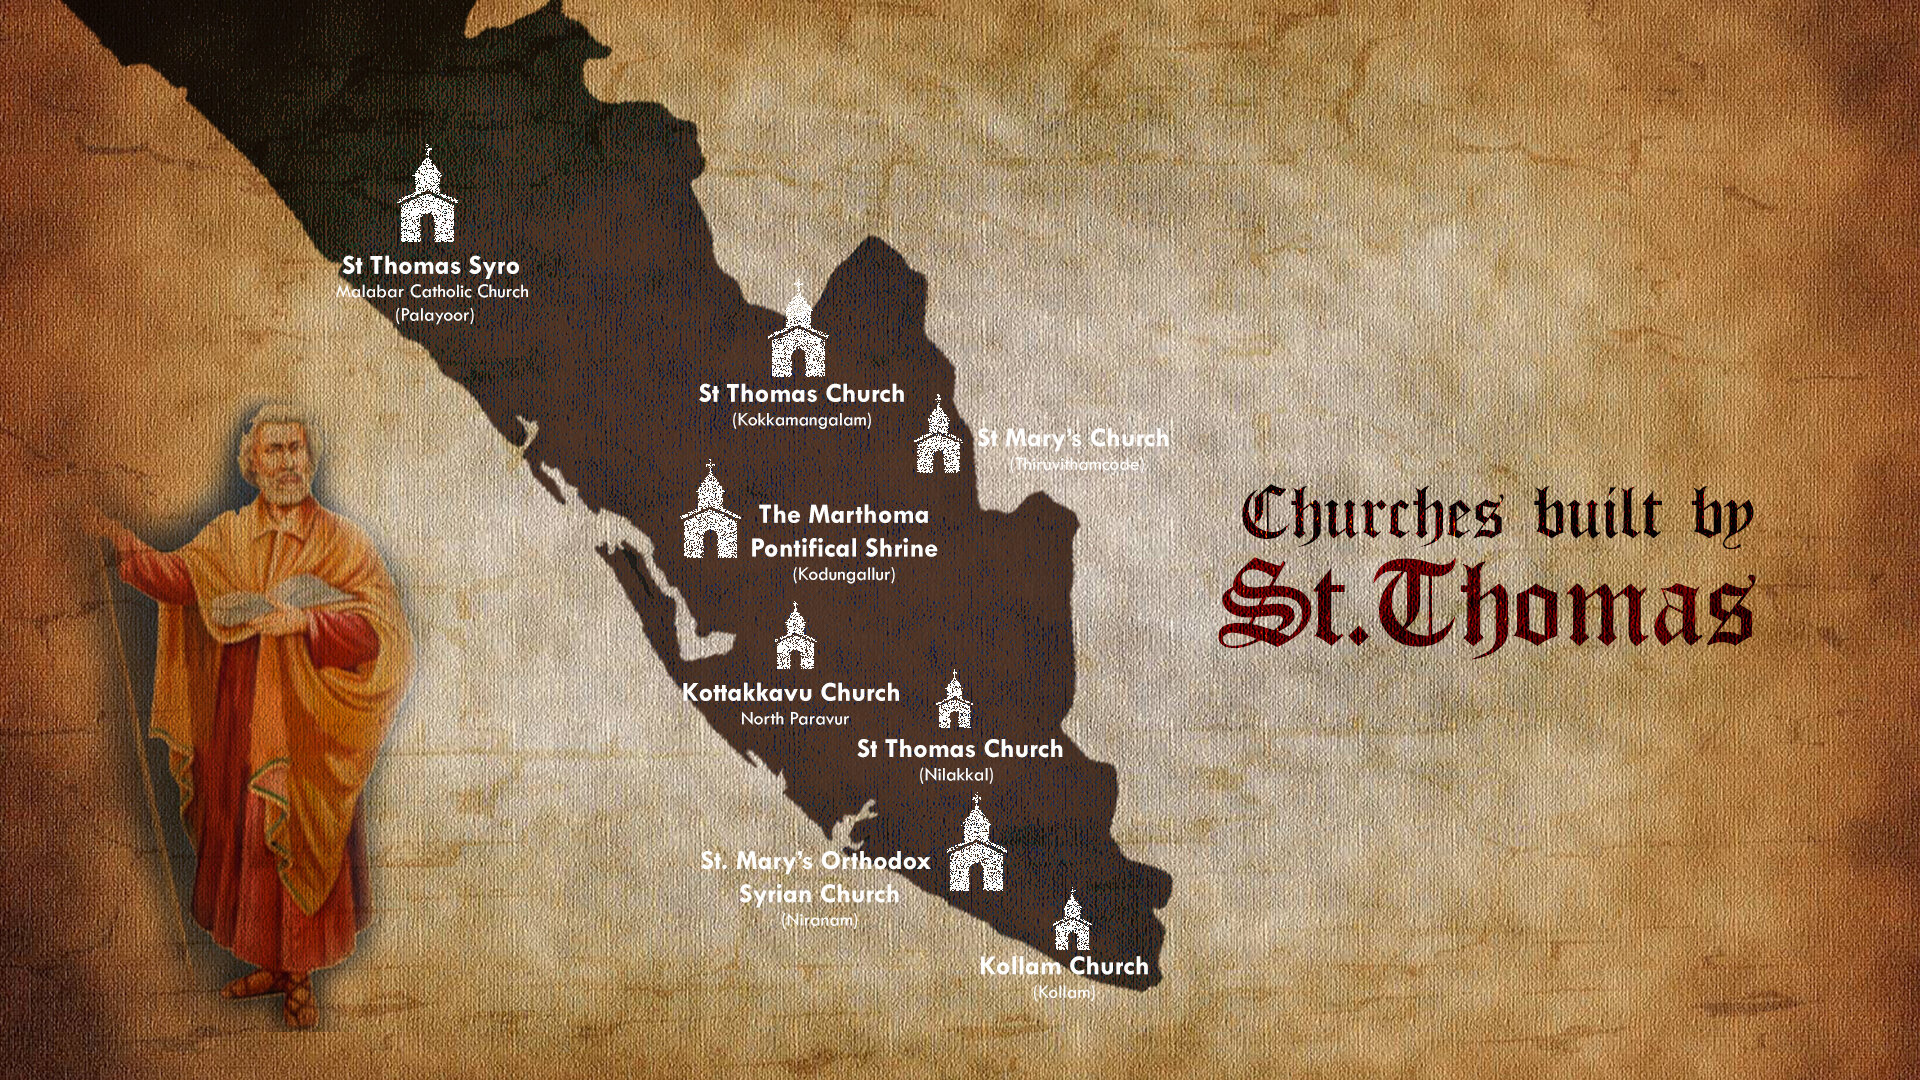 St Thomas Syro
Malabar Catholic Church
(Palayoor)
St Thomas Church
(Kokkamangalam)
St Mary's Church
(Thiruvithamcode)
The Marthoma
Pontifical Shrine
(Kodungallur)
Kottakkavu Church
North Paravur
St Thomas Church
(Nilakkal)
St. Mary's Orthodox
Syrian Church
(Niranam)
Kollam Church
(Kollam)
Churches built by
St.Thomas